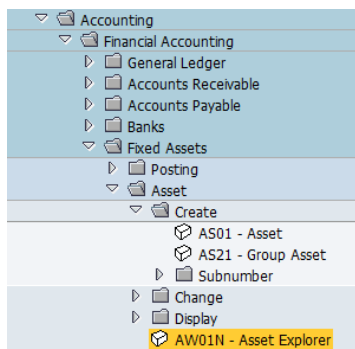 Accounting
Financial Accounting
General Ledger
Accounts Receivable
Accounts Payable
Banks
Fixed Assets
Posting
Asset
Create
AS01 - Asset
AS21 - Group Asset
Subnumber
Change
Display
AW01N - Asset Explorer